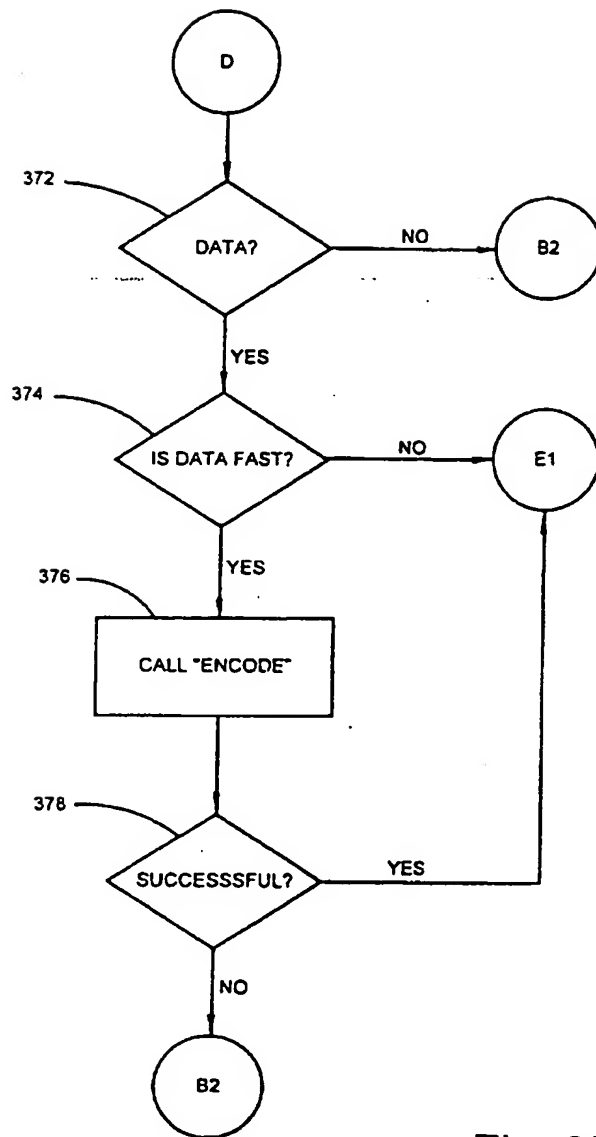 D
372
DATA?
NO
B2
YES
374
IS DATA FAST?
NO
E1
YES
376
CALL "ENCODE"
378
SUCCESSSFUL?
YES
NO
B2